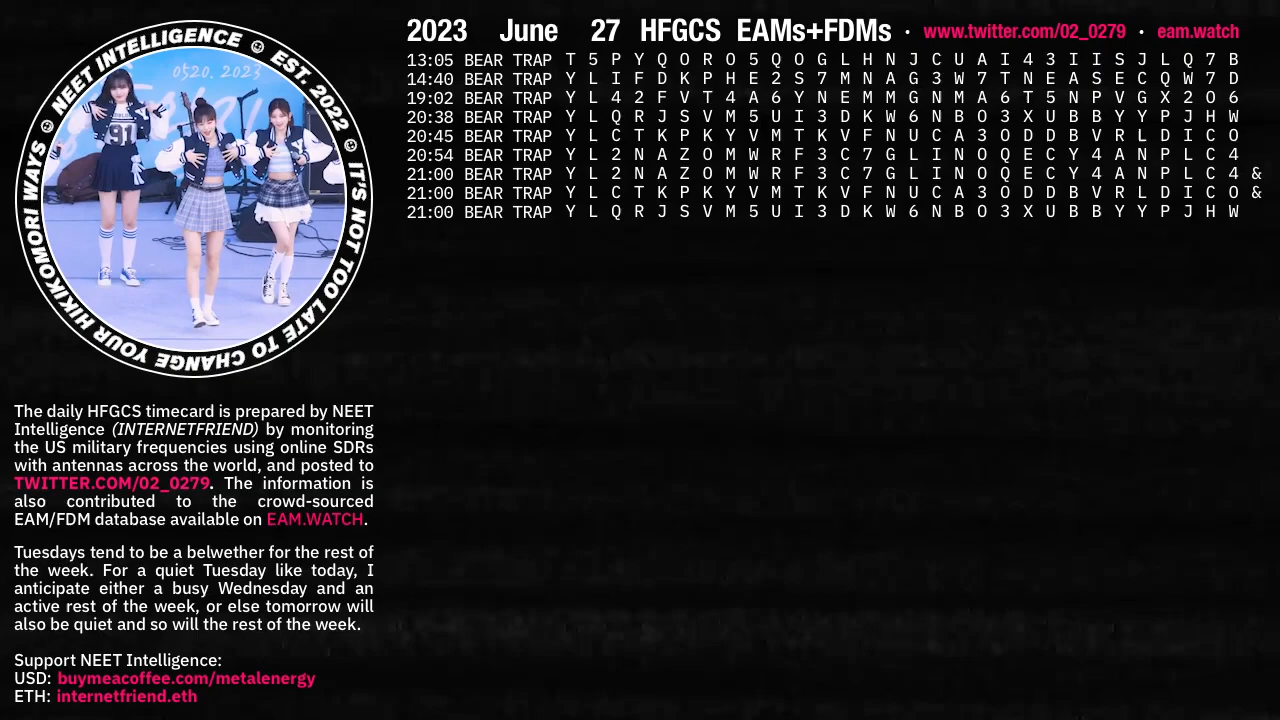 NEET INTELLIGENCE ☺ EST. 2022 ☺ IT'S NOT TOO LATE TO CHANGE YOUR HIKIKOMORI WAYS ☺
0520. 2023
91
2023 June 27 HFGCS EAMs+FDMs · www.twitter.com/02_0279 · eam.watch
13:05 BEAR TRAP T 5 P Y Q O R O 5 Q O G L H N J C U A I 4 3 I I S J L Q 7 B
14:40 BEAR TRAP Y L I F D K P H E 2 S 7 M N A G 3 W 7 T N E A S E C Q W 7 D
19:02 BEAR TRAP Y L 4 2 F V T 4 A 6 Y N E M M G N M A 6 T 5 N P V G X 2 O 6
20:38 BEAR TRAP Y L Q R J S V M 5 U I 3 D K W 6 N B O 3 X U B B Y Y P J H W
20:45 BEAR TRAP Y L C T K P K Y V M T K V F N U C A 3 O D D B V R L D I C O
20:54 BEAR TRAP Y L 2 N A Z O M W R F 3 C 7 G L I N O Q E C Y 4 A N P L C 4
21:00 BEAR TRAP Y L 2 N A Z O M W R F 3 C 7 G L I N O Q E C Y 4 A N P L C 4 &
21:00 BEAR TRAP Y L C T K P K Y V M T K V F N U C A 3 O D D B V R L D I C O &
21:00 BEAR TRAP Y L Q R J S V M 5 U I 3 D K W 6 N B O 3 X U B B Y Y P J H W
The daily HFGCS timecard is prepared by NEET
Intelligence (INTERNETFRIEND) by monitoring
the US military frequencies using online SDRs
with antennas across the world, and posted to
TWITTER.COM/02_0279. The information is
also contributed to the crowd-sourced
EAM/FDM database available on EAM.WATCH.
Tuesdays tend to be a belwether for the rest of
the week. For a quiet Tuesday like today, I
anticipate either a busy Wednesday and an
active rest of the week, or else tomorrow will
also be quiet and so will the rest of the week.
Support NEET Intelligence:
USD: buymeacoffee.com/metalenergy
ETH: internetfriend.eth